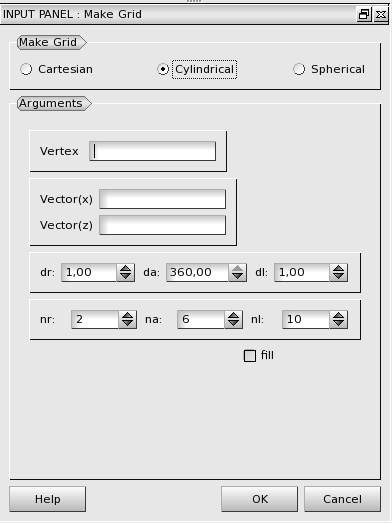 INPUT PANEL : Make Grid
Make Grid
Cartesian Cylindrical Spherical
Arguments
Vertex
Vector(x)
Vector(z)
dr: 1,00 da: 360,00 dl: 1,00
nr: 2 na: 6 nl: 10
fill
Help OK Cancel